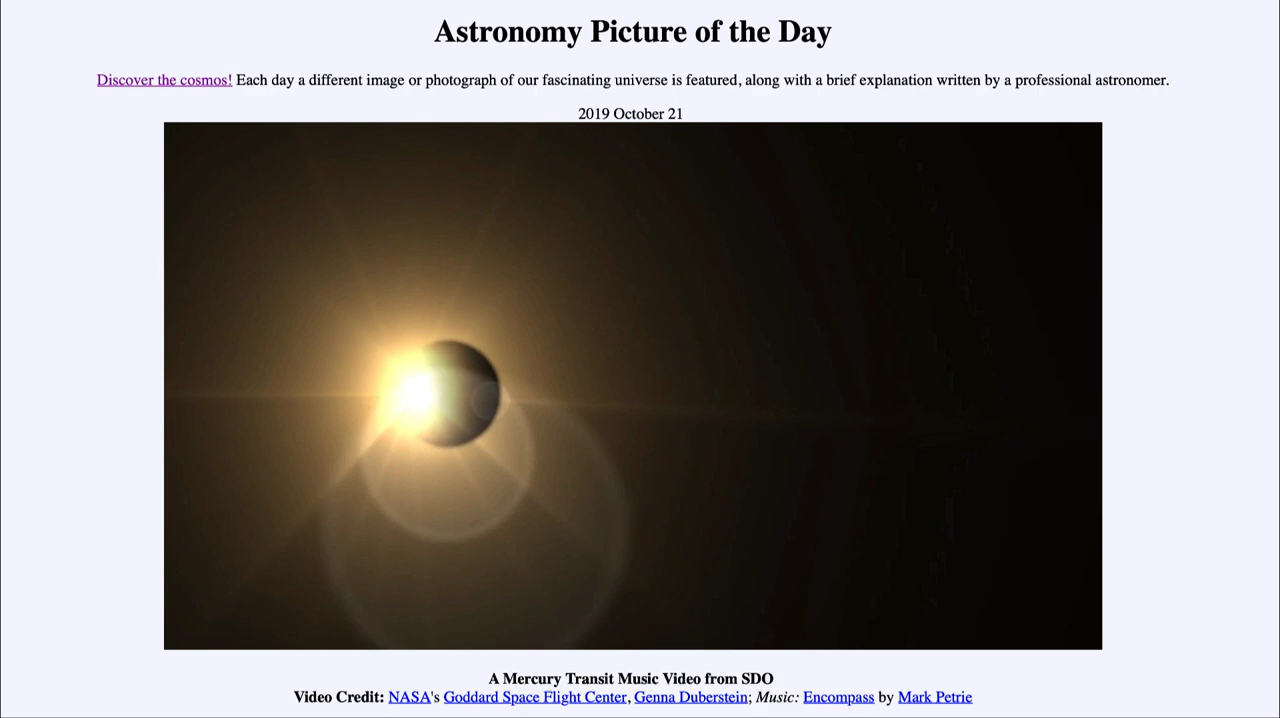 Astronomy Picture of the Day
Discover the cosmos! Each day a different image or photograph of our fascinating universe is featured, along with a brief explanation written by a professional astronomer.
2019 October 21
A Mercury Transit Music Video from SDO
Video Credit: NASA's Goddard Space Flight Center, Genna Duberstein; Music: Encompass by Mark Petrie